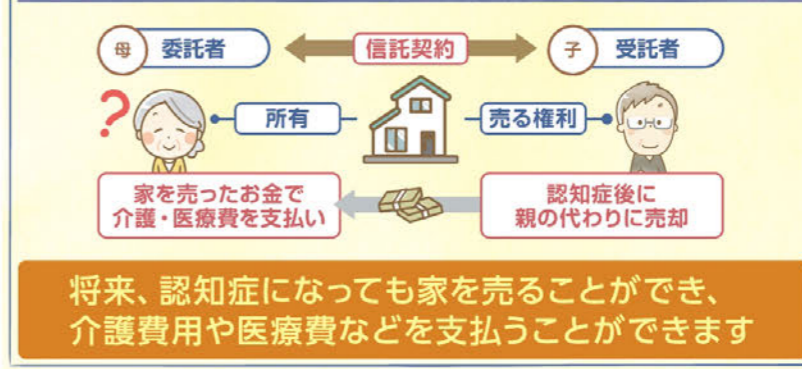 母 委託者 信託契約 子 受託者
?
所有 売る権利
家を売ったお金で
介護・医療費を支払い
認知症後に
親の代わりに売却
将来、認知症になっても家を売ることができ、
介護費用や医療費などを支払うことができます